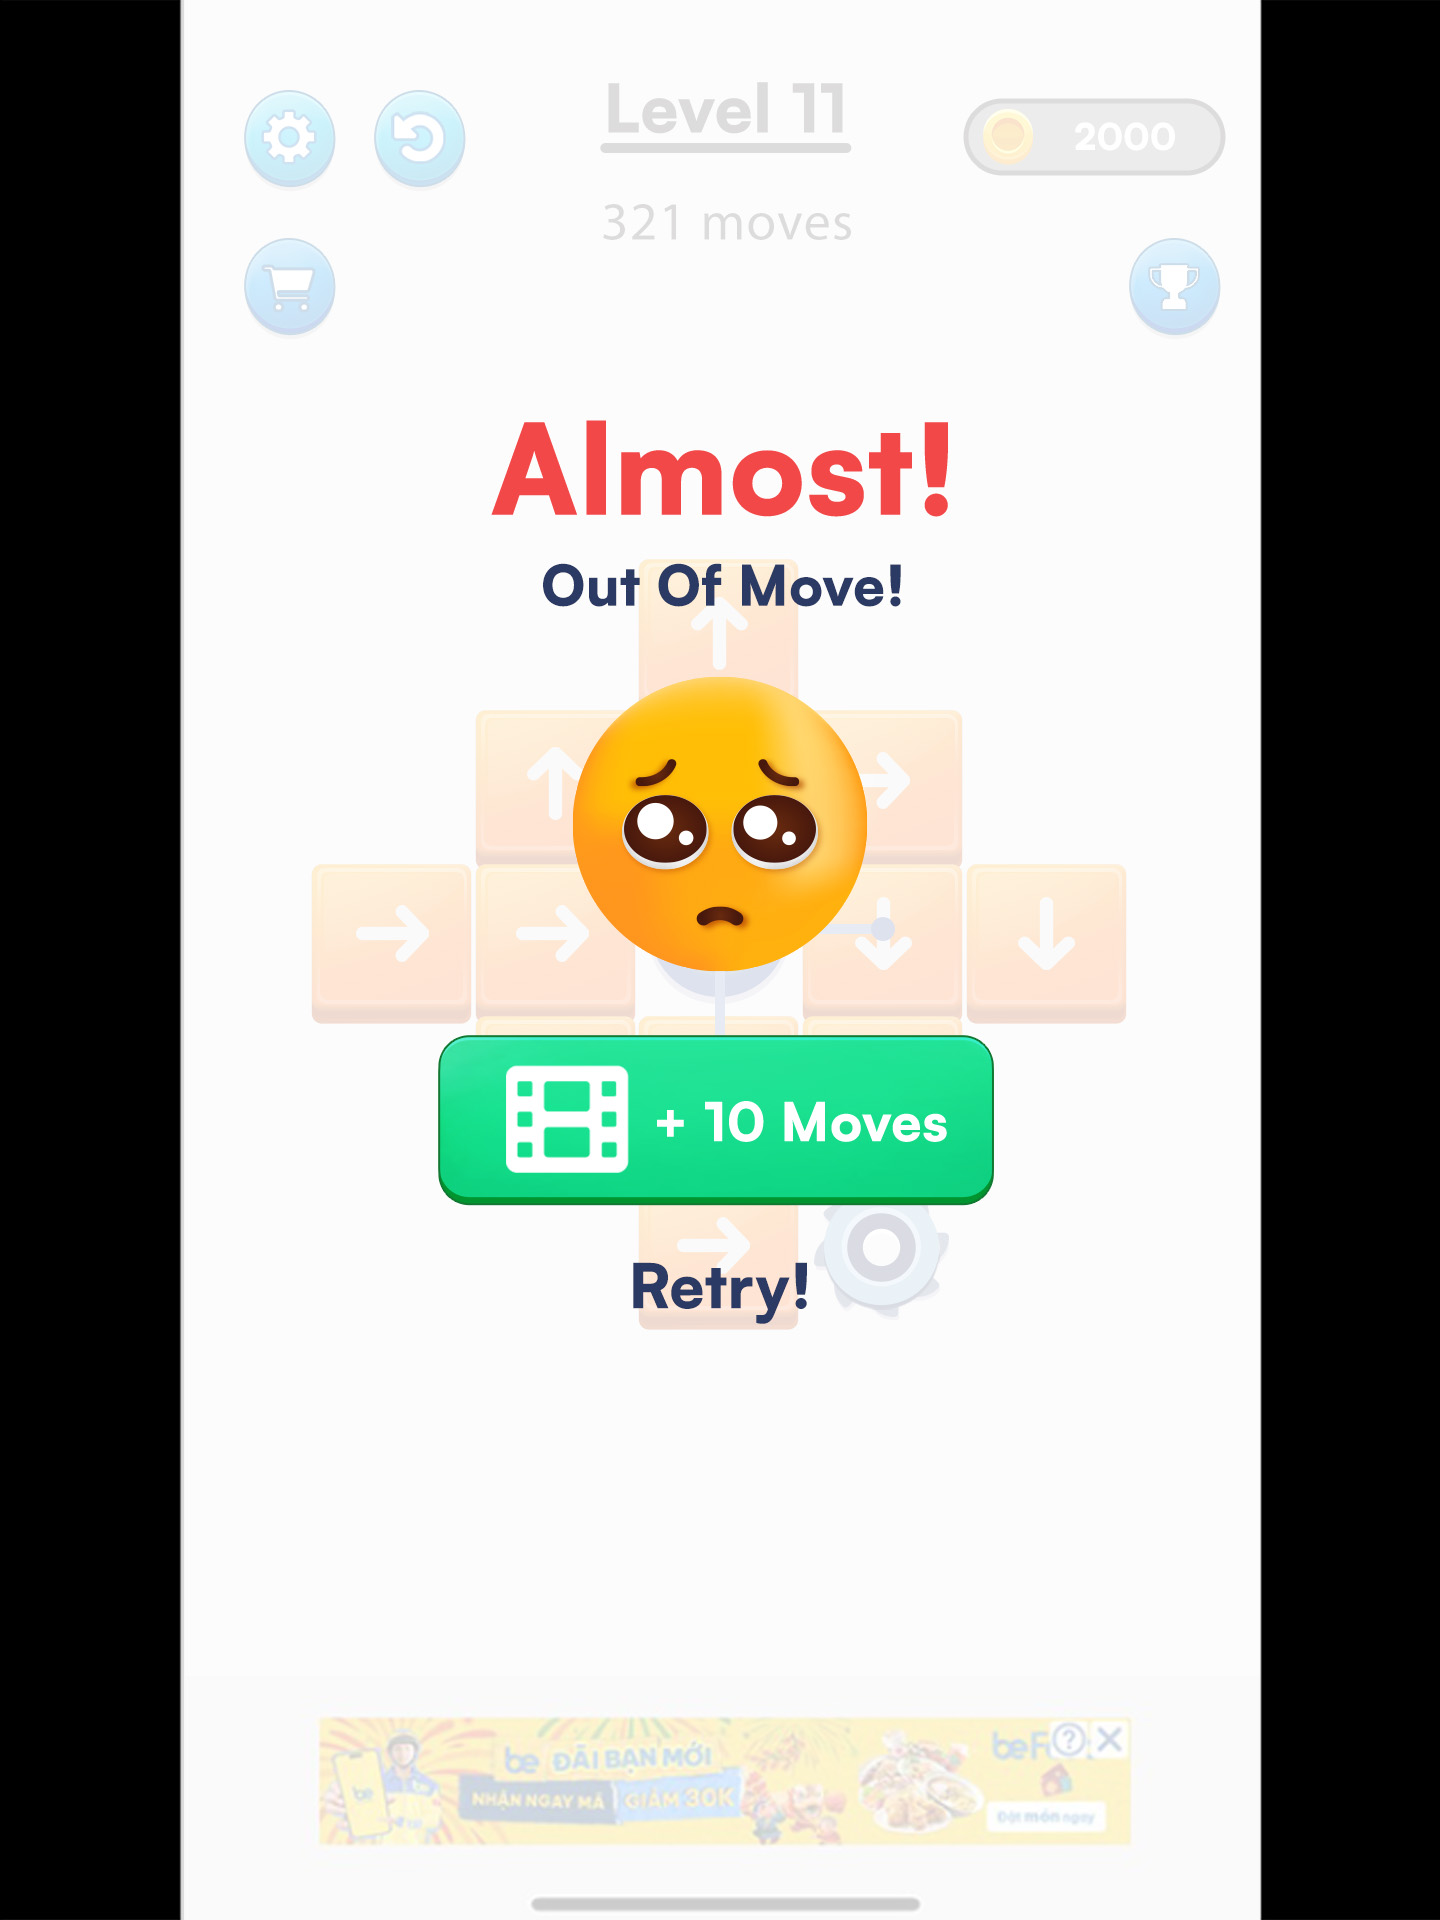 Level 11
2000
321 moves
Almost!
Out Of Move!
+ 10 Moves
Retry!
be ĐÃI BẠN MỚI
NHẬN NGAY MÃ GIẢM 30K
be
beF
Đặt món ngay